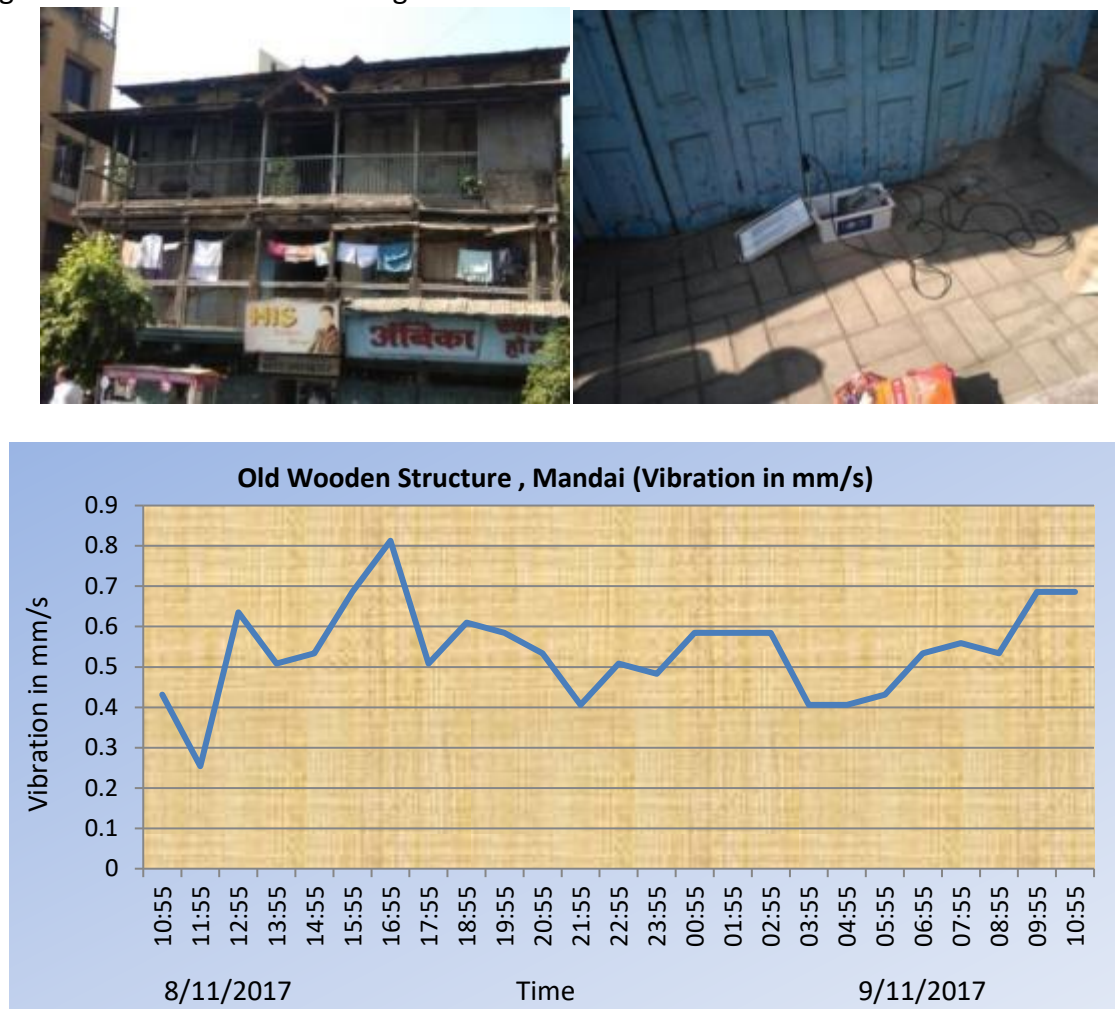 HIS
अंबिका
Old Wooden Structure , Mandai (Vibration in mm/s)
Vibration in mm/s
0.9
0.8
0.7
0.6
0.5
0.4
0.3
0.2
0.1
0
10:55 11:55 12:55 13:55 14:55 15:55 16:55 17:55 18:55 19:55 20:55 21:55 22:55 23:55 00:55 01:55 02:55 03:55 04:55 05:55 06:55 07:55 08:55 09:55 10:55
8/11/2017 Time 9/11/2017